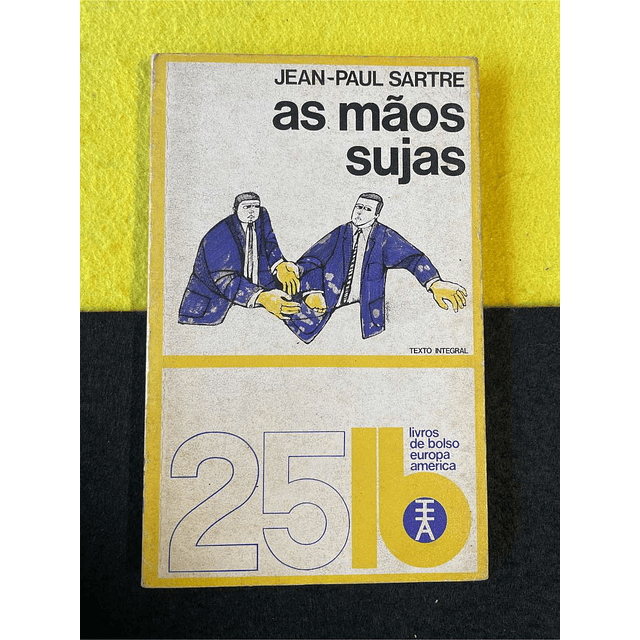 JEAN-PAUL SARTRE
as mãos
sujas
TEXTO INTEGRAL
25 lb
livros
de bolso
europa
america